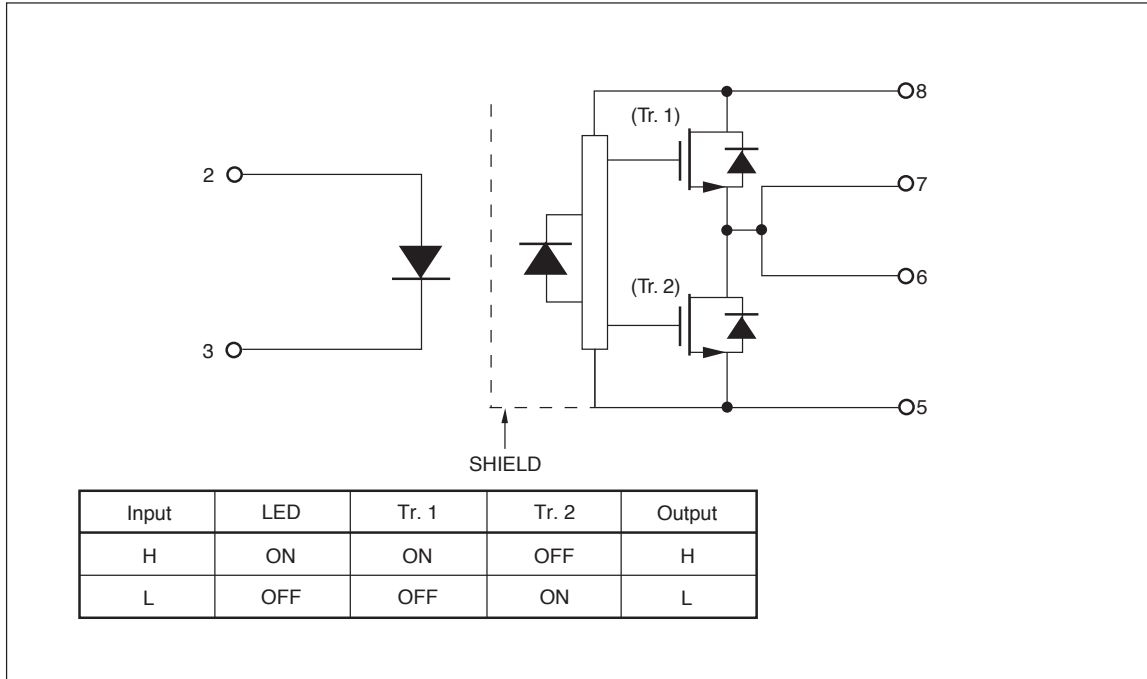 8
(Tr. 1)
2
7
6
(Tr. 2)
3
5
SHIELD
Input LED Tr. 1 Tr. 2 Output
H ON ON OFF H
L OFF OFF ON L